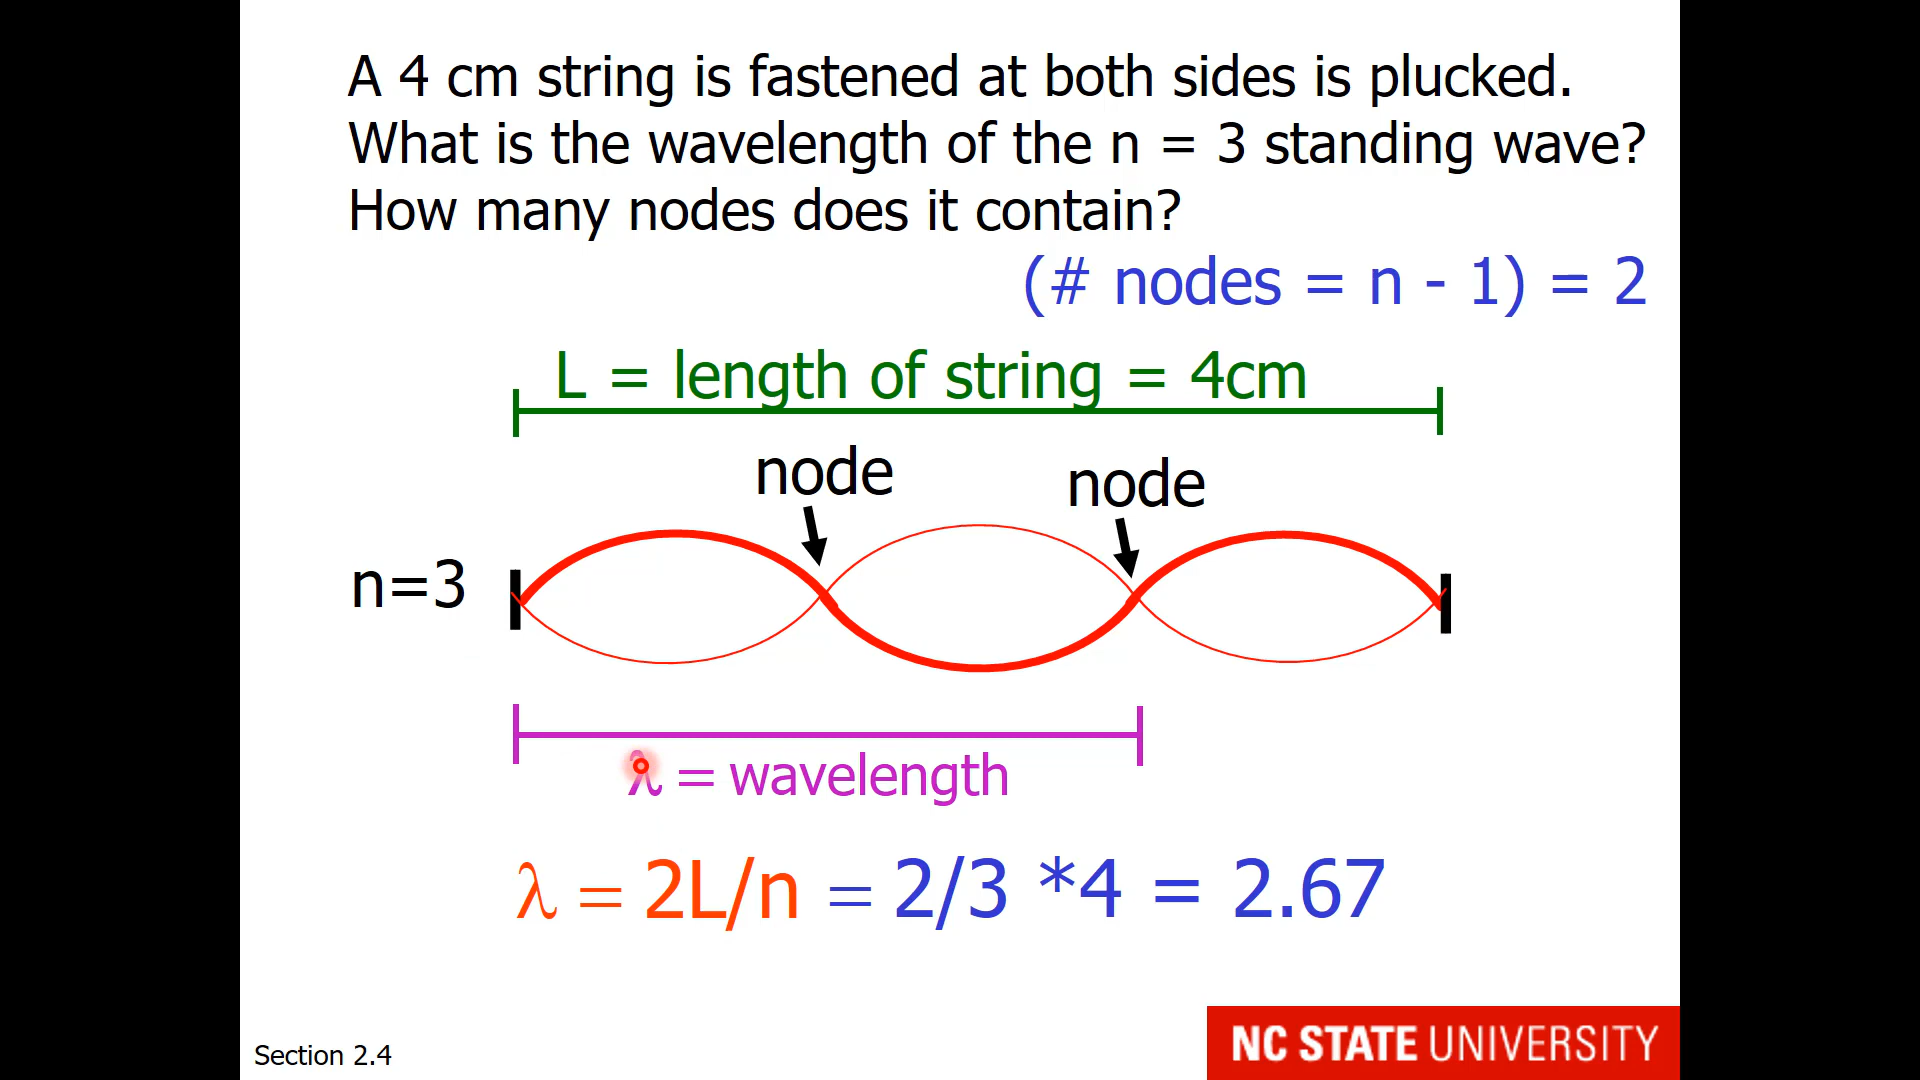 A 4 cm string is fastened at both sides is plucked.
What is the wavelength of the n = 3 standing wave?
How many nodes does it contain?
(# nodes = n - 1) = 2
L = length of string = 4cm
node
node
n=3
λ = wavelength
λ = 2L/n = 2/3 *4 = 2.67
Section 2.4
NC STATE UNIVERSITY